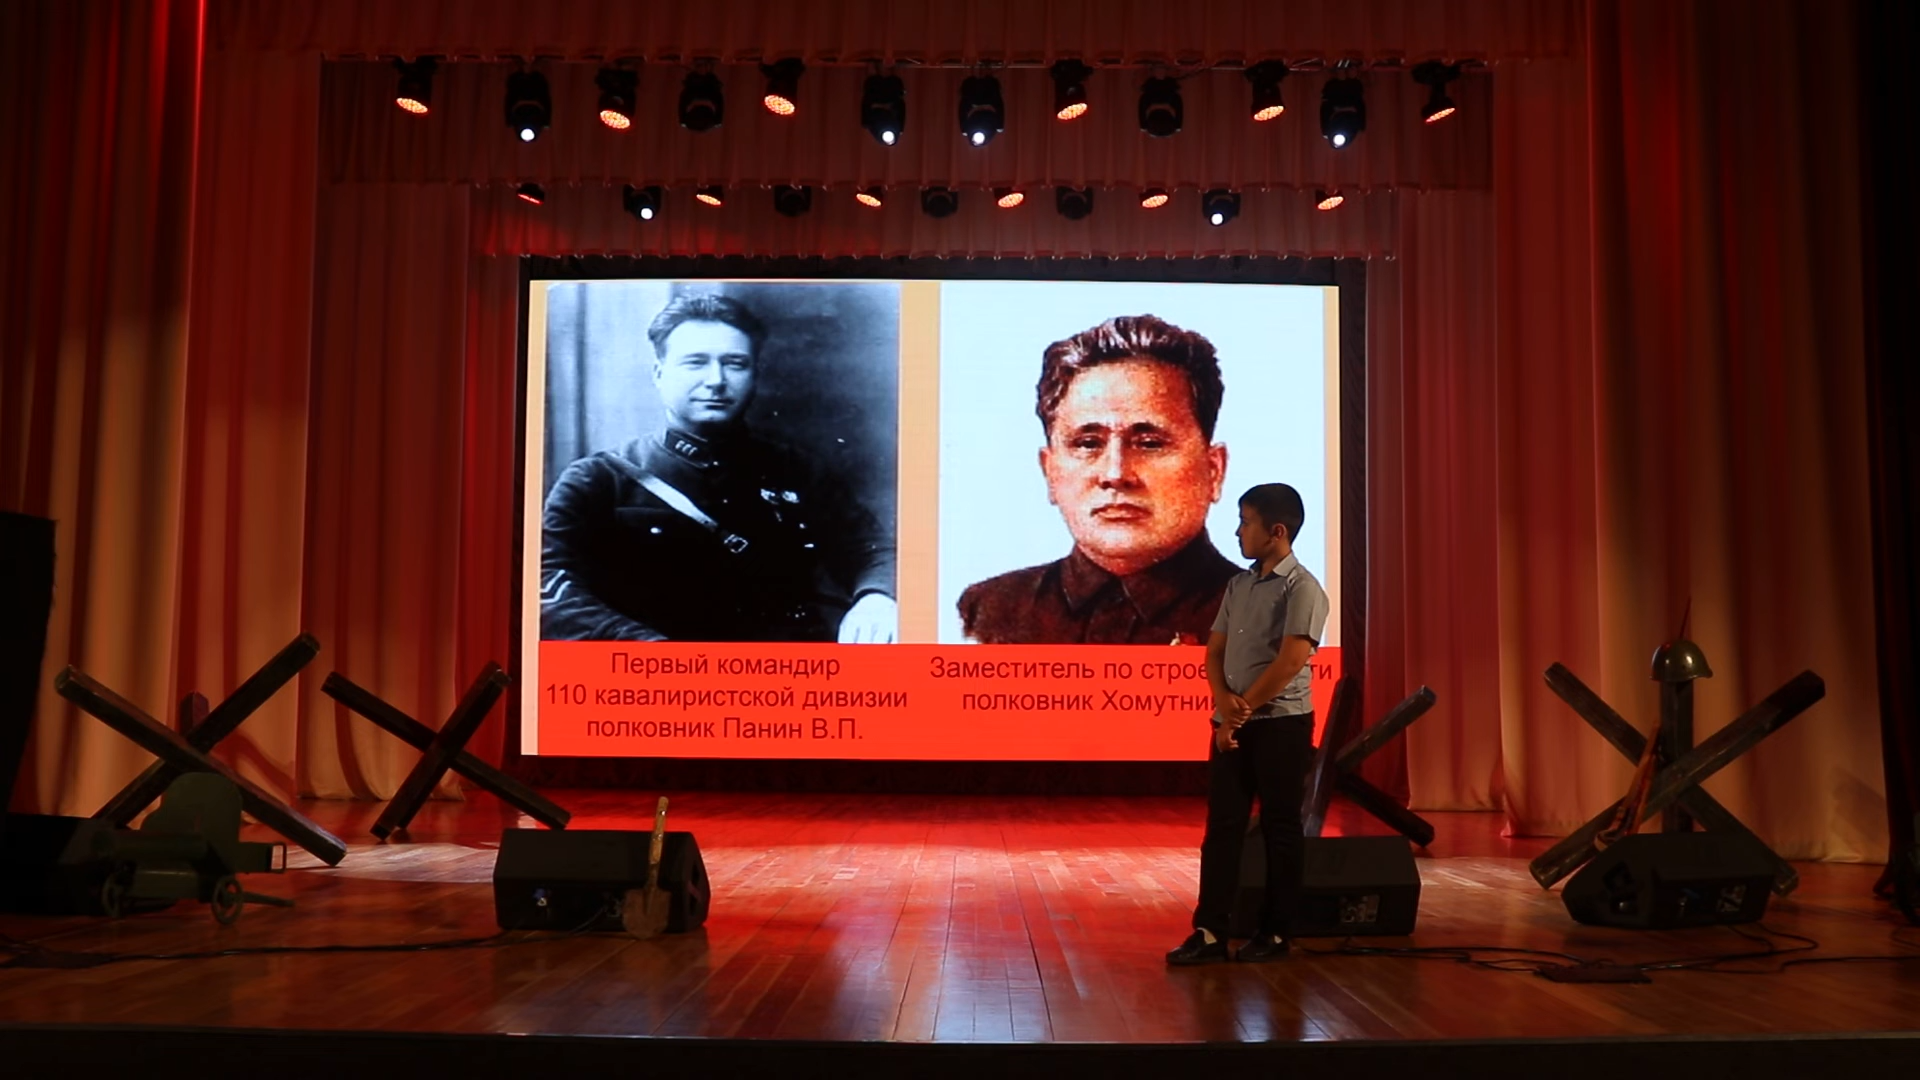 Первый командир
110 кавалиристской дивизии
полковник Панин В.П.
Заместитель по
полковник